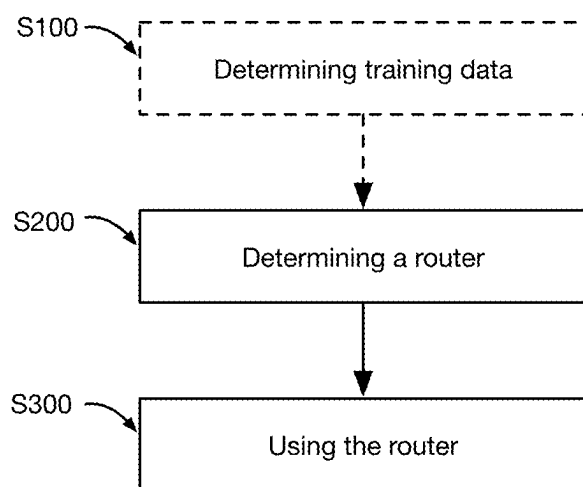 S100
Determining training data
S200
Determining a router
S300
Using the router